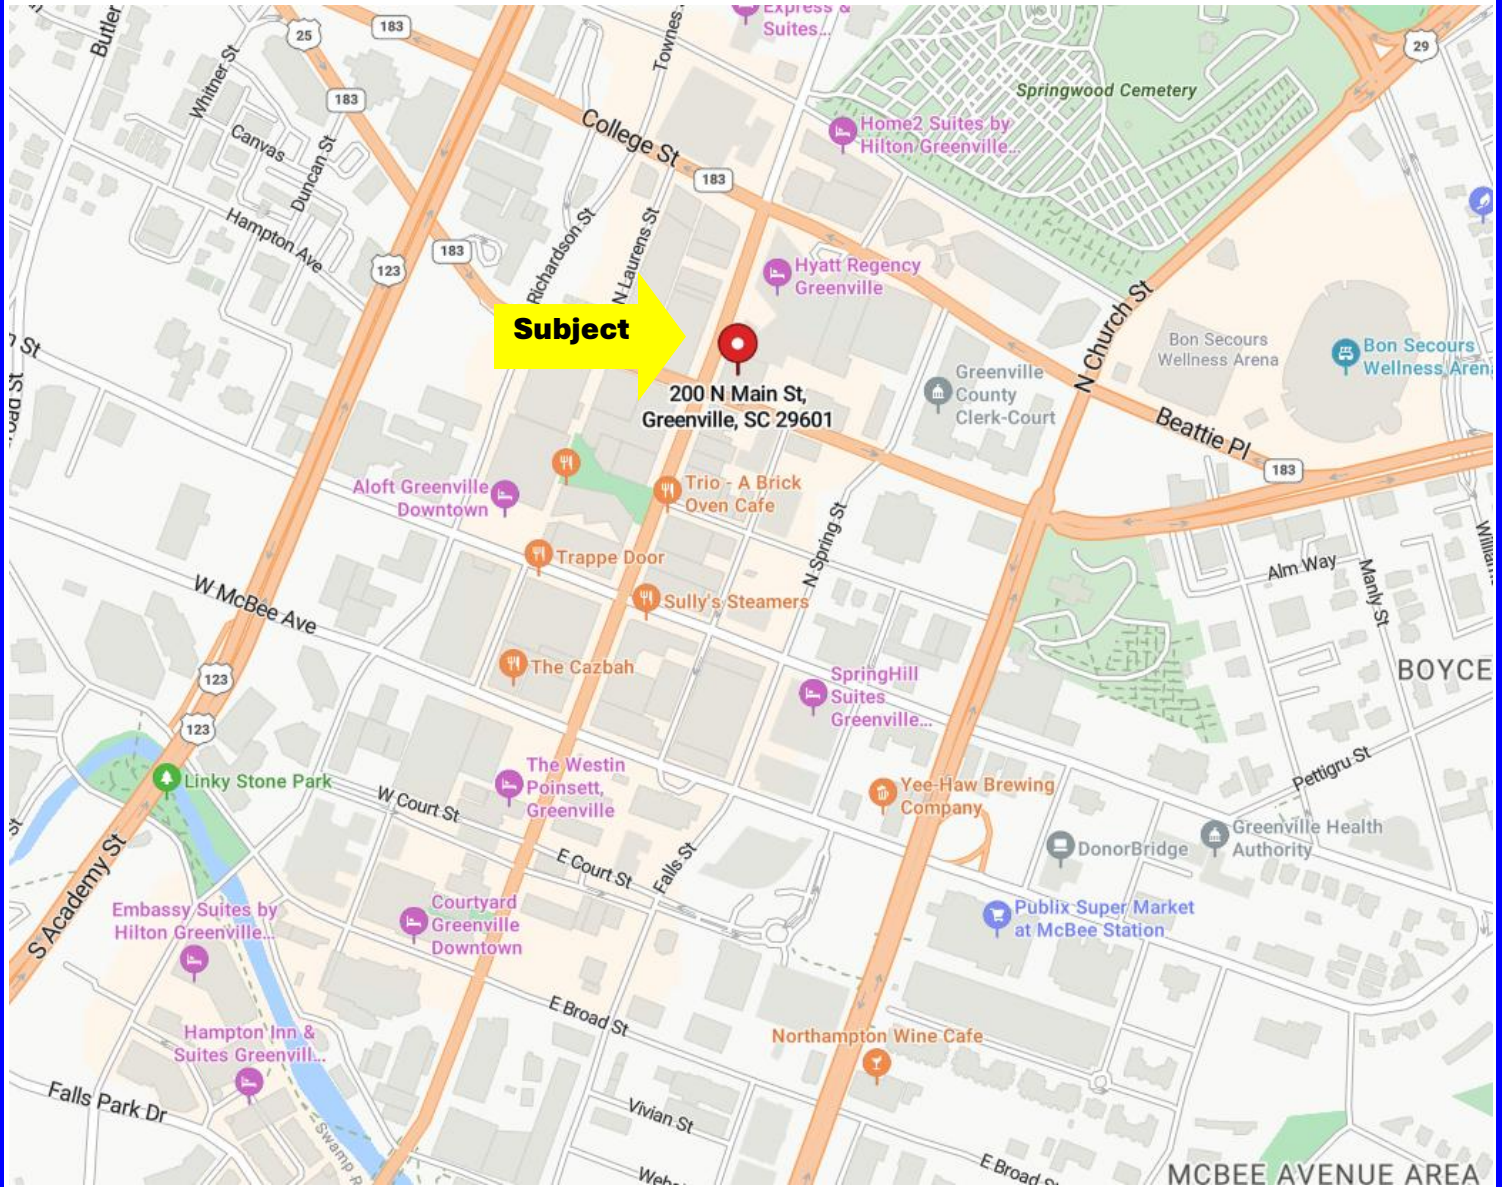 Express &
Suites...
183
25
29
Butler
Whitner St
Townes
183
Springwood Cemetery
Canvas
Duncan St
College St
Home2 Suites by
Hilton Greenville...
183
Hampton Ave
183
123
Richardson St
N Laurens St
Hyatt Regency
Greenville
N Church St
Subject
Bon Secours
Wellness Arena
Bon Secours
Wellness Aren
St
Greenville
County
Clerk-Court
200 N Main St,
Greenville, SC 29601
Beattie Pl
183
Aloft Greenville
Downtown
Trio - A Brick
Oven Cafe
N Spring St
Trappe Door
Alm Way
Manly St
W McBee Ave
Sully's Steamers
The Cazbah
123
SpringHill
Suites
Greenville...
BOYCE
123
Linky Stone Park
The Westin
Poinsett,
Greenville
Pettigru St
W Court St
Yee-Haw Brewing
Company
E Court St
Falls St
DonorBridge
Greenville Health
Authority
S Academy St
Embassy Suites by
Hilton Greenville...
Courtyard
Greenville
Downtown
Publix Super Market
at McBee Station
E Broad St
Hampton Inn &
Suites Greenvill...
Northampton Wine Cafe
Falls Park Dr
Vivian St
Swamp R
E Broad St
MCBEE AVENUE AREA